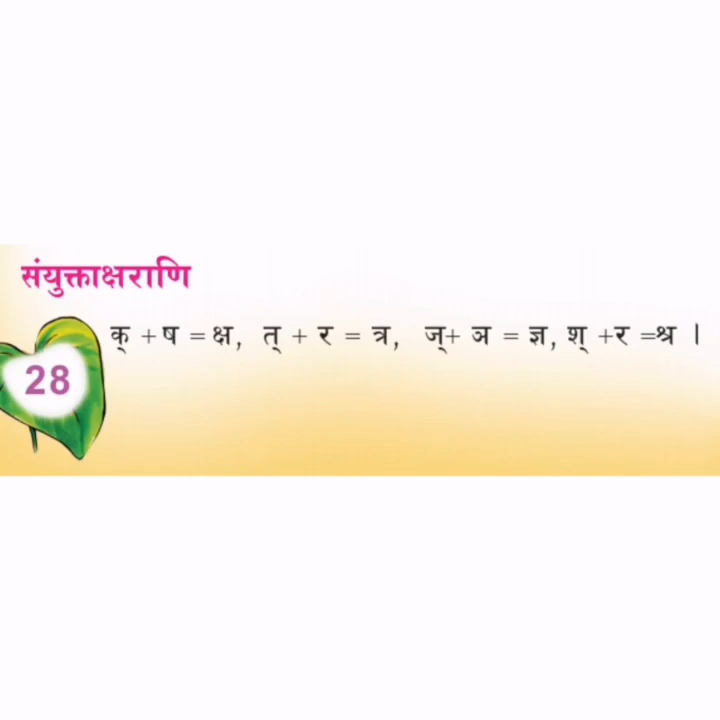 संयुक्ताक्षराणि
क् + ष = क्ष, त् + र = त्र, ज्+ ञ = ज्ञ, श् +र =श्र ।
28